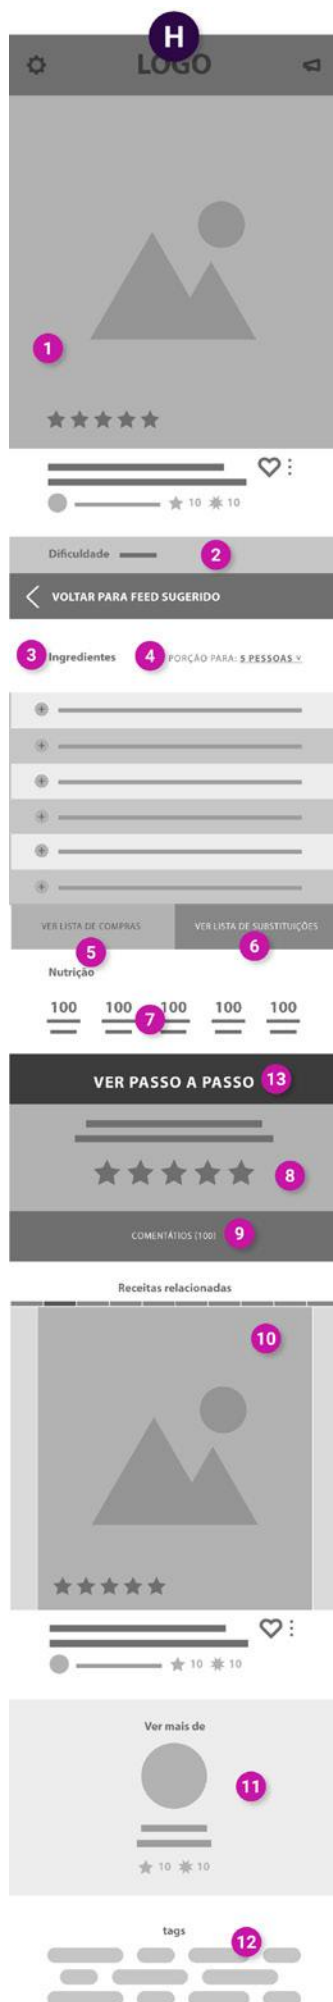 H
LOGO
1
10 10
Dificuldade 2
VOLTAR PARA FEED SUGERIDO
3 Ingredientes 4 PORÇÃO PARA: 5 PESSOAS
VER LISTA DE COMPRAS VER LISTA DE SUBSTITUIÇÕES
5 6
Nutrição
100 100 100 100 100
7
VER PASSO A PASSO 13
8
COMENTÁTIOS (100) 9
Receitas relacionadas
10
10 10
Ver mais de
11
10 10
tags
12